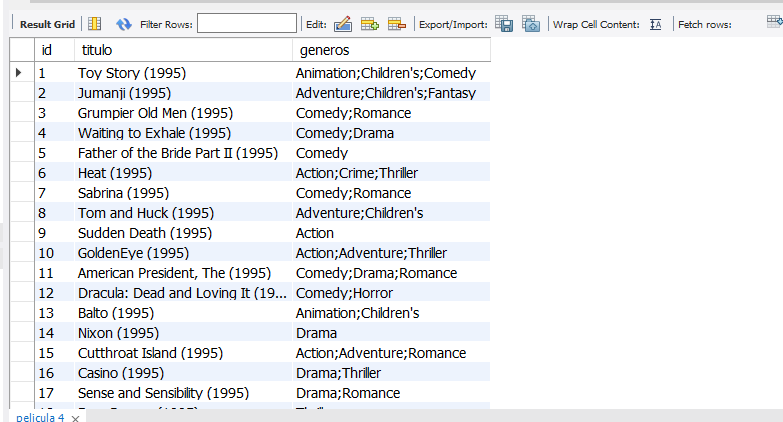 Result Grid Filter Rows: Edit: Export/Import: Wrap Cell Content: Fetch rows:
id titulo generos
1 Toy Story (1995) Animation;Children's;Comedy
2 Jumanji (1995) Adventure;Children's;Fantasy
3 Grumpier Old Men (1995) Comedy;Romance
4 Waiting to Exhale (1995) Comedy;Drama
5 Father of the Bride Part II (1995) Comedy
6 Heat (1995) Action;Crime;Thriller
7 Sabrina (1995) Comedy;Romance
8 Tom and Huck (1995) Adventure;Children's
9 Sudden Death (1995) Action
10 GoldenEye (1995) Action;Adventure;Thriller
11 American President, The (1995) Comedy;Drama;Romance
12 Dracula: Dead and Loving It (19... Comedy;Horror
13 Balto (1995) Animation;Children's
14 Nixon (1995) Drama
15 Cutthroat Island (1995) Action;Adventure;Romance
16 Casino (1995) Drama;Thriller
17 Sense and Sensibility (1995) Drama;Romance
pelicula 4